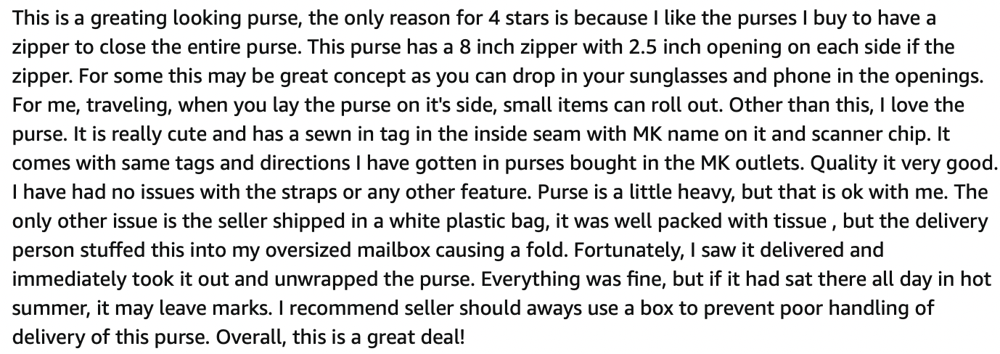 This is a greating looking purse, the only reason for 4 stars is because I like the purses I buy to have a
zipper to close the entire purse. This purse has a 8 inch zipper with 2.5 inch opening on each side if the
zipper. For some this may be great concept as you can drop in your sunglasses and phone in the openings.
For me, traveling, when you lay the purse on it's side, small items can roll out. Other than this, I love the
purse. It is really cute and has a sewn in tag in the inside seam with MK name on it and scanner chip. It
comes with same tags and directions I have gotten in purses bought in the MK outlets. Quality it very good.
I have had no issues with the straps or any other feature. Purse is a little heavy, but that is ok with me. The
only other issue is the seller shipped in a white plastic bag, it was well packed with tissue , but the delivery
person stuffed this into my oversized mailbox causing a fold. Fortunately, I saw it delivered and
immediately took it out and unwrapped the purse. Everything was fine, but if it had sat there all day in hot
summer, it may leave marks. I recommend seller should aways use a box to prevent poor handling of
delivery of this purse. Overall, this is a great deal!